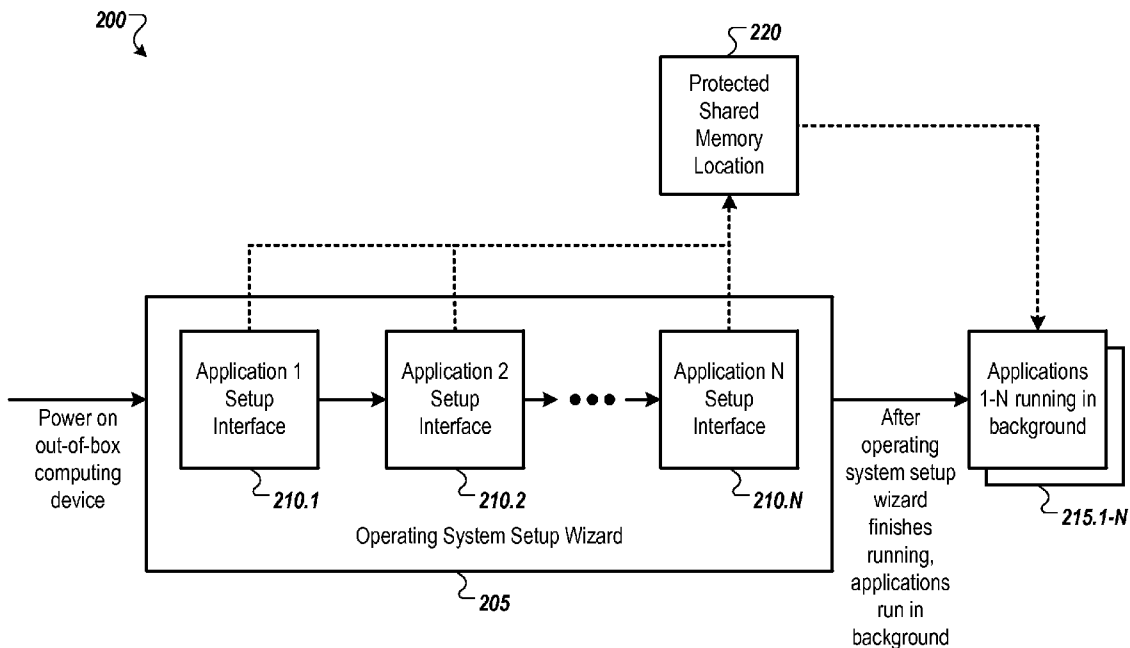 200
220
Protected
Shared
Memory
Location
Application 1
Setup
Interface
Application 2
Setup
Interface
Application N
Setup
Interface
Applications
1-N running in
background
Power on
out-of-box
computing
device
210.1
210.2
210.N
Operating System Setup Wizard
205
After
operating
system setup
wizard
finishes
running,
applications
run in
background
215.1-N